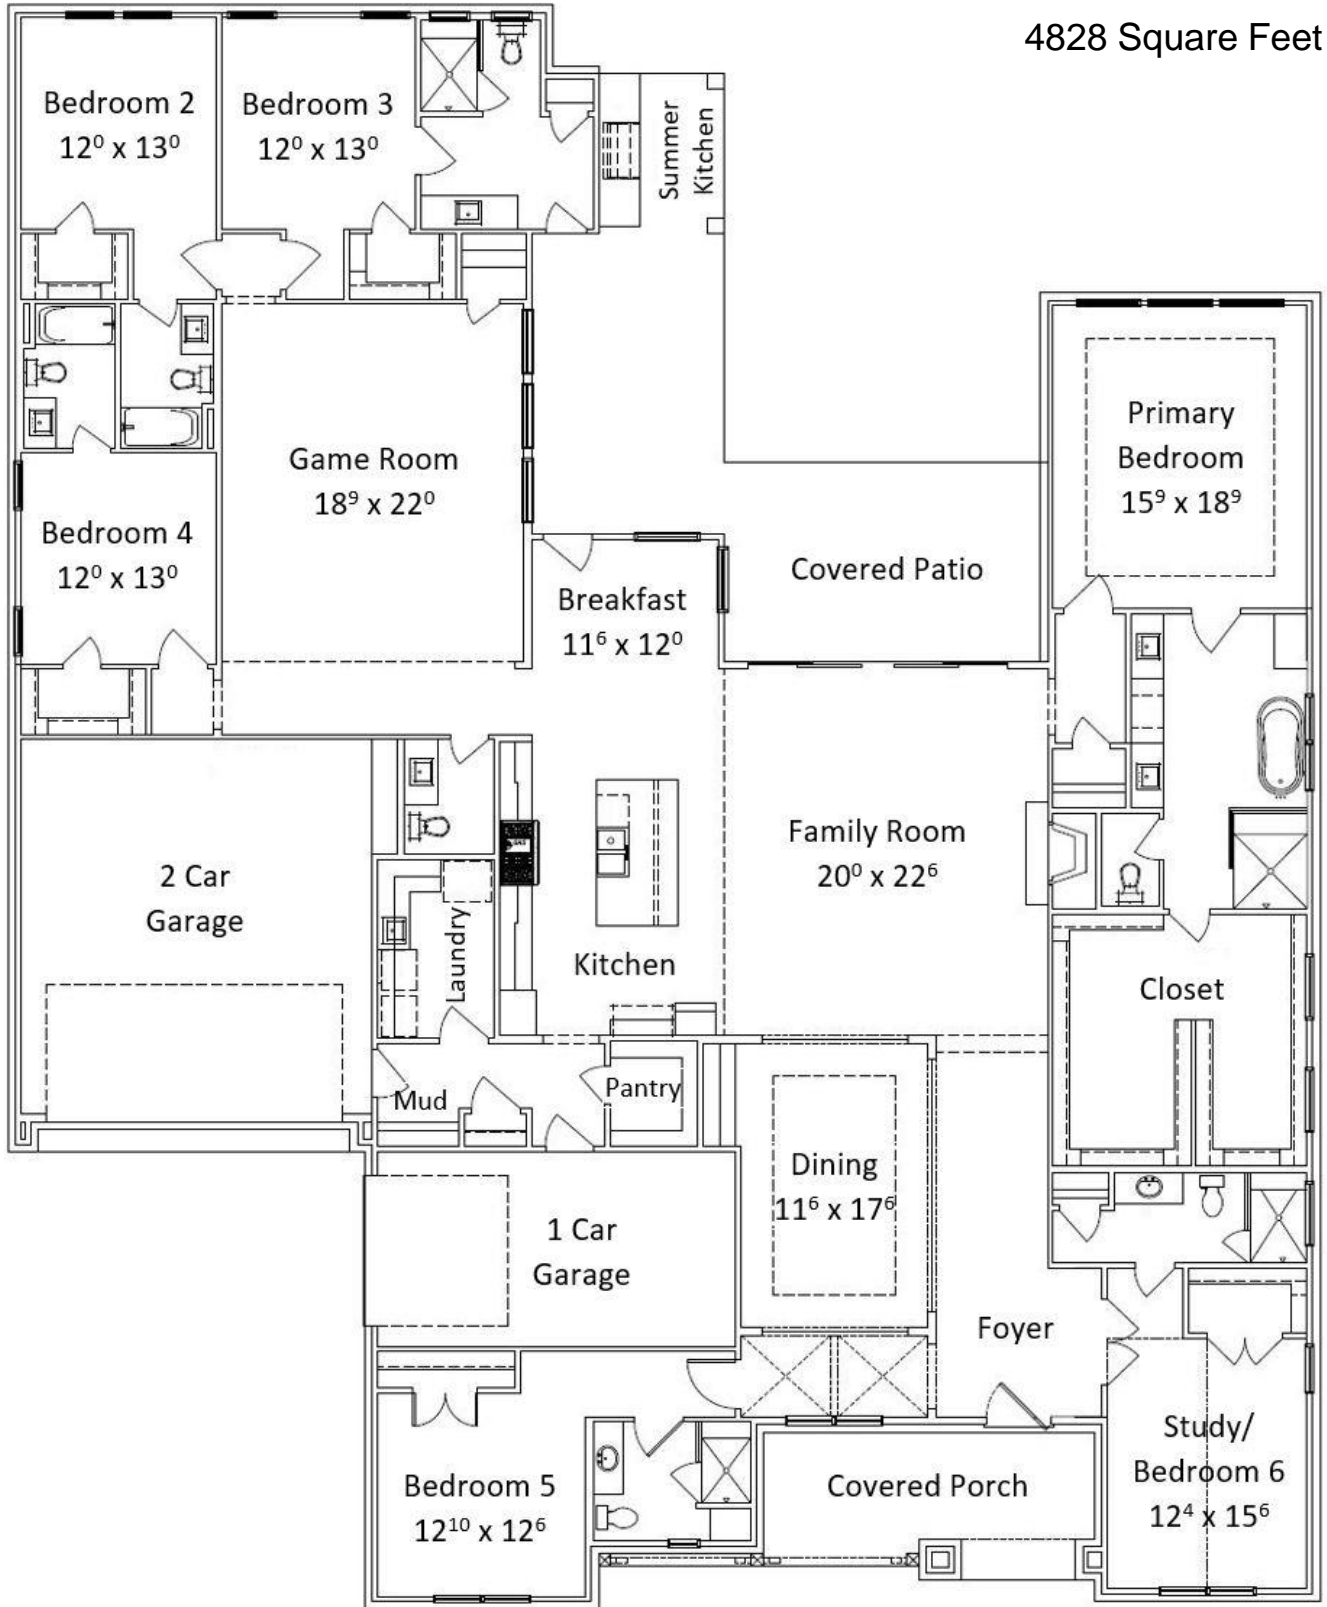 4828 Square Feet
Bedroom 2
12⁰ x 13⁰
Bedroom 3
12⁰ x 13⁰
Summer
Kitchen
Primary
Bedroom
15⁹ x 18⁹
Game Room
18⁹ x 22⁰
Bedroom 4
12⁰ x 13⁰
Breakfast
11⁶ x 12⁰
Covered Patio
2 Car
Garage
Laundry
Kitchen
Family Room
20⁰ x 22⁶
Closet
Mud
Pantry
Dining
11⁶ x 17⁶
1 Car
Garage
Foyer
Bedroom 5
12¹⁰ x 12⁶
Covered Porch
Study/
Bedroom 6
12⁴ x 15⁶